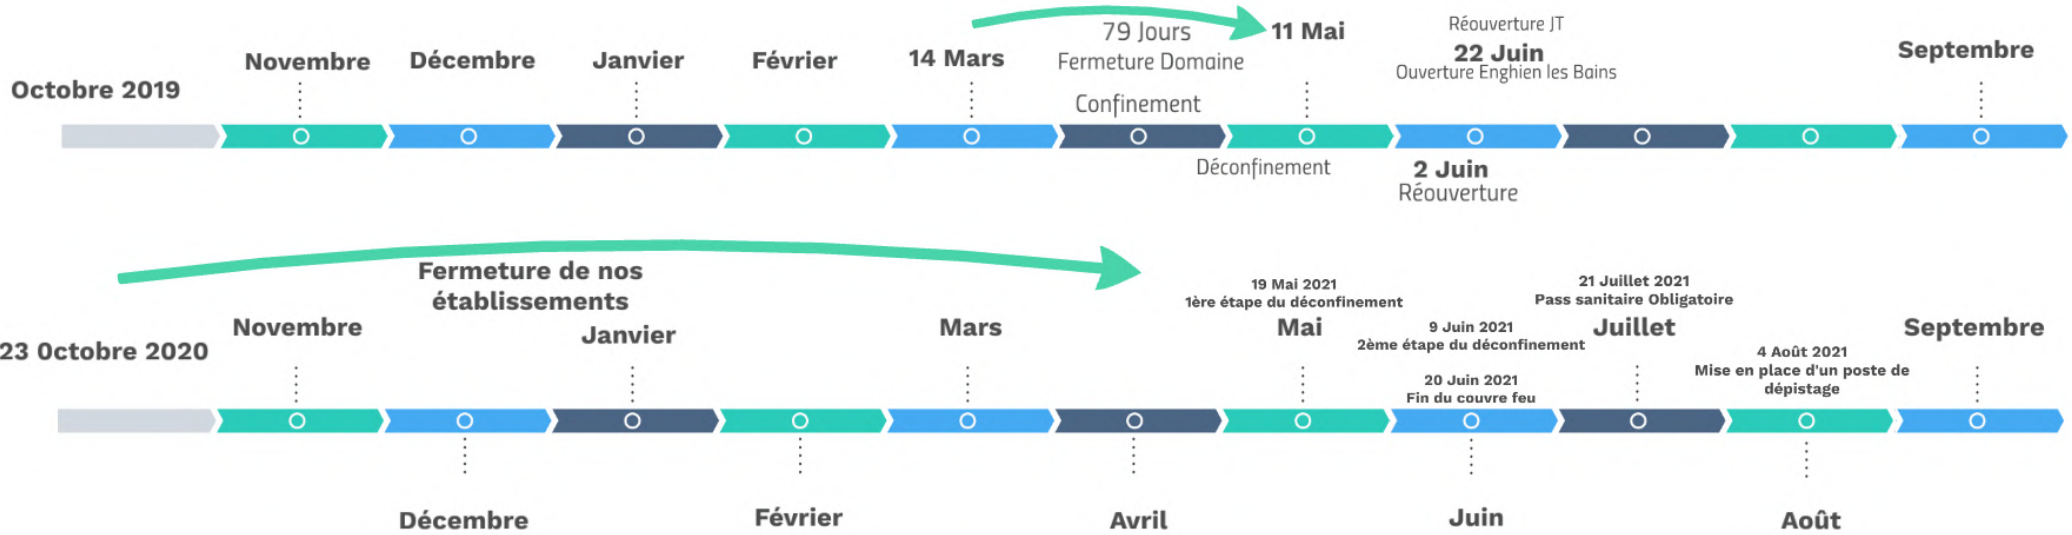 Octobre 2019
Novembre
Décembre
Janvier
Février
14 Mars
79 Jours
Fermeture Domaine
Confinement
11 Mai
Déconfinement
Réouverture JT
22 Juin
Ouverture Enghien les Bains
2 Juin
Réouverture
Septembre
Fermeture de nos
établissements
23 Octobre 2020
Novembre
Décembre
Janvier
Février
Mars
Avril
19 Mai 2021
1ère étape du déconfinement
Mai
9 Juin 2021
2ème étape du déconfinement
20 Juin 2021
Fin du couvre feu
Juin
21 Juillet 2021
Pass sanitaire Obligatoire
Juillet
4 Août 2021
Mise en place d'un poste de
dépistage
Août
Septembre